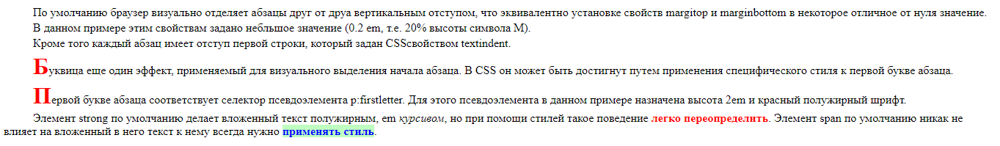 По умолчанию браузер визуально отделяет абзацы друг от друа вертикальным отступом, что эквивалентно установке свойств margitop и marginbottom в некоторое отличное от нуля значение.
В данном примере этим свойствам задано небльшое значение (0.2 em, т.е. 20% высоты символа M).
Кроме того каждый абзац имеет отступ первой строки, который задан CSSсвойством textindent.
Буквица еще один эффект, применяемый для визуального выделения начала абзаца. В CSS он может быть достигнут путем применения специфического стиля к первой букве абзаца.
Первой букве абзаца соответствует селектор псевдоэлемента p:firstletter. Для этого псевдоэлемента в данном примере назначена высота 2em и красный полужирный шрифт.
Элемент strong по умолчанию делает вложенный текст полужирным, em курсивом, но при помощи стилей такое поведение легко переопределить. Элемент span по умолчанию никак не
влияет на вложенный в него текст к нему всегда нужно применять стиль.